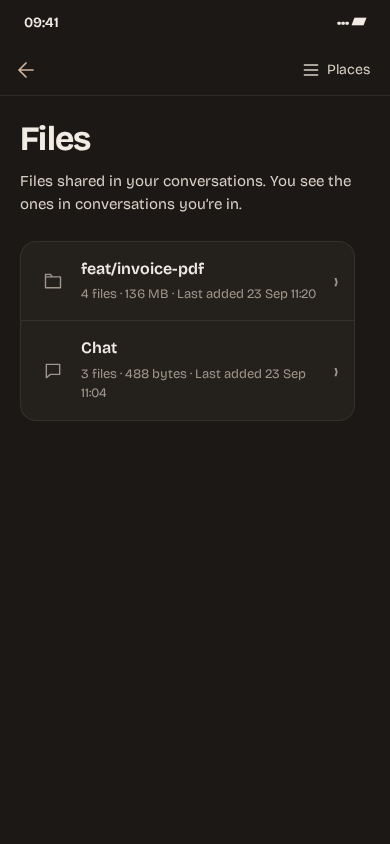 09:41
Places
Files
Files shared in your conversations. You see the
ones in conversations you're in.
feat/invoice-pdf
4 files · 136 MB · Last added 23 Sep 11:20
Chat
3 files · 488 bytes · Last added 23 Sep
11:04